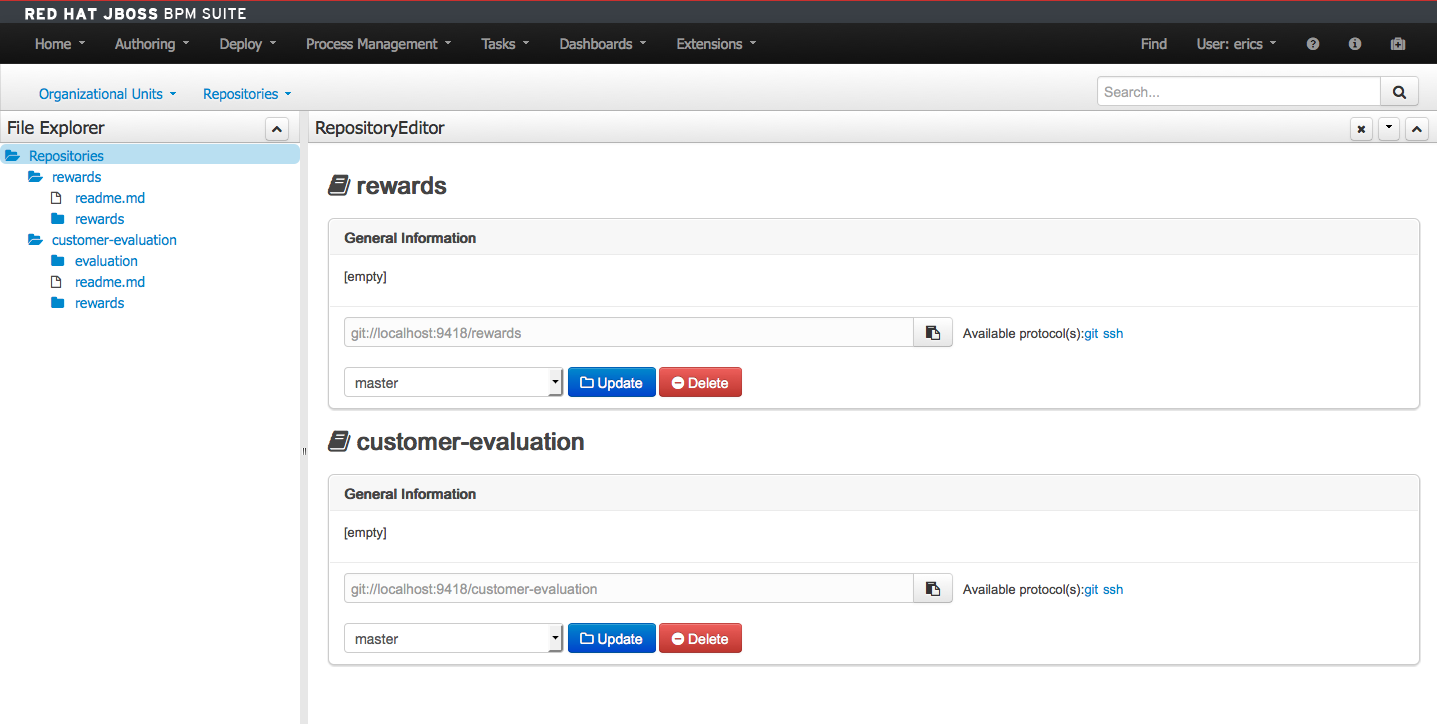 RED HAT JBOSS BPM SUITE
Home Authoring Deploy Process Management Tasks Dashboards Extensions Find User: erics
Organizational Units Repositories Search...
File Explorer
Repositories
rewards
readme.md
rewards
customer-evaluation
evaluation
readme.md
rewards
RepositoryEditor
rewards
General Information
[empty]
git://localhost:9418/rewards Available protocol(s):git ssh
master Update Delete
customer-evaluation
General Information
[empty]
git://localhost:9418/customer-evaluation Available protocol(s):git ssh
master Update Delete